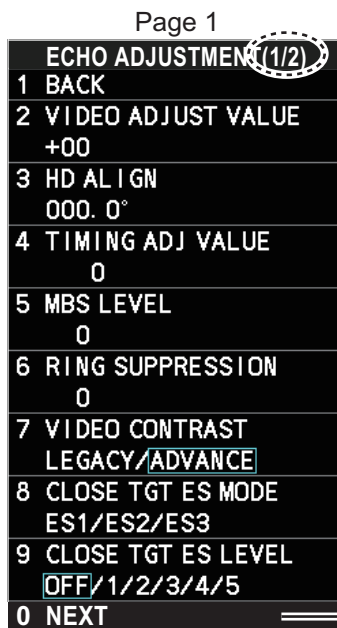 Page 1
ECHO ADJUSTMENT(1/2)
1 BACK
2 VIDEO ADJUST VALUE
+00
3 HD ALIGN
000.0°
4 TIMING ADJ VALUE
0
5 MBS LEVEL
0
6 RING SUPPRESSION
0
7 VIDEO CONTRAST
LEGACY/ADVANCE
8 CLOSE TGT ES MODE
ES1/ES2/ES3
9 CLOSE TGT ES LEVEL
OFF/1/2/3/4/5
0 NEXT